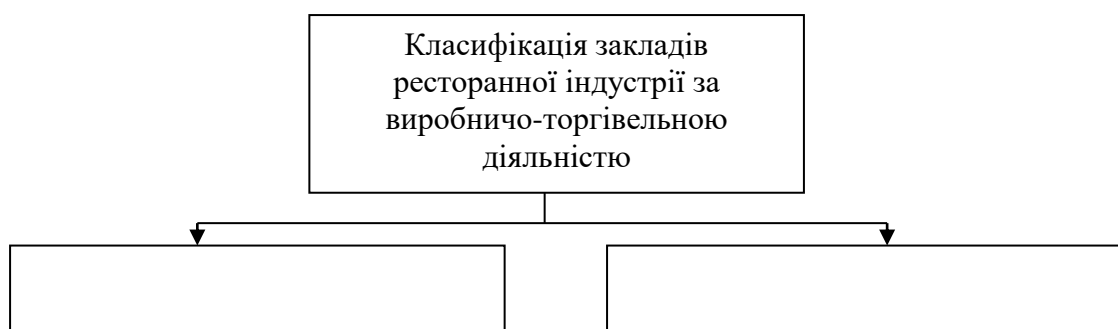 Класифікація закладів
ресторанної індустрії за
виробничо-торгівельною
діяльністю